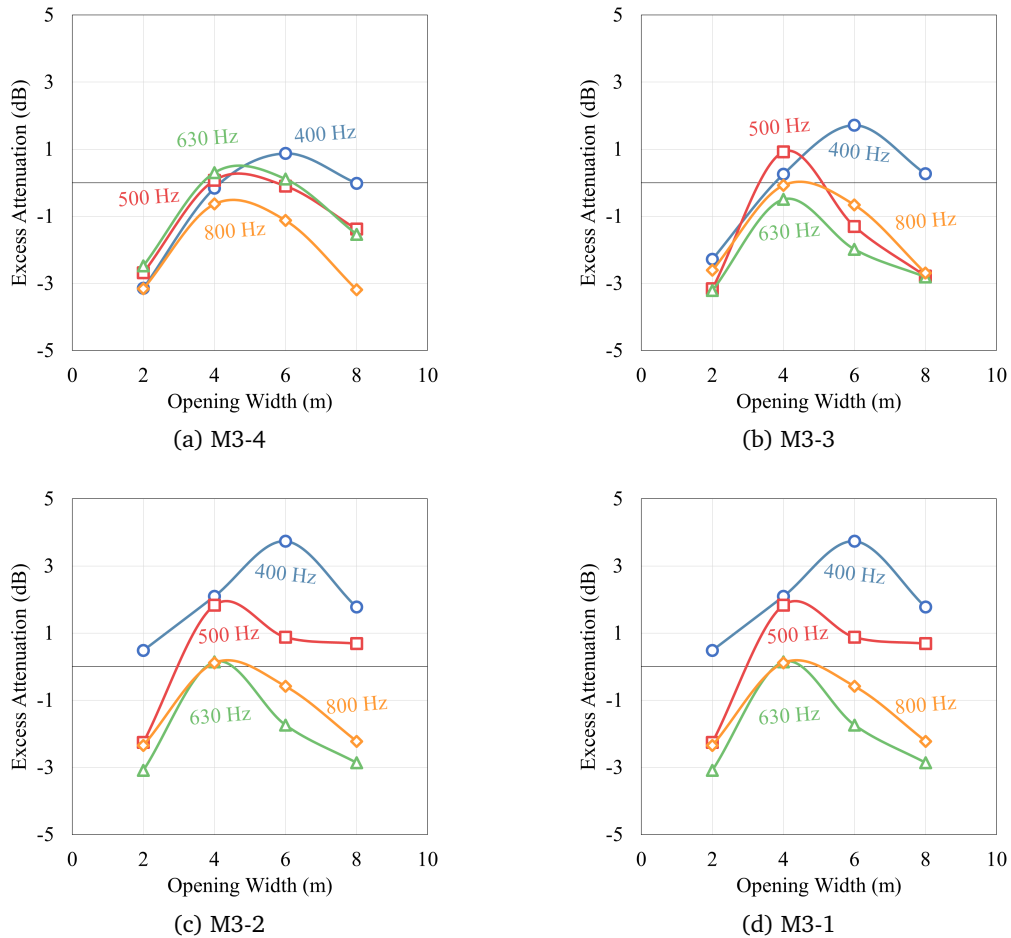 5
3
1
-1
-3
-5
Excess Attenuation (dB)
630 Hz
400 Hz
500 Hz
800 Hz
0 2 4 6 8 10
Opening Width (m)
(a) M3-4
5
3
1
-1
-3
-5
Excess Attenuation (dB)
500 Hz
400 Hz
800 Hz
630 Hz
0 2 4 6 8 10
Opening Width (m)
(b) M3-3
5
3
1
-1
-3
-5
Excess Attenuation (dB)
400 Hz
500 Hz
800 Hz
630 Hz
0 2 4 6 8 10
Opening Width (m)
(c) M3-2
5
3
1
-1
-3
-5
Excess Attenuation (dB)
400 Hz
500 Hz
800 Hz
630 Hz
0 2 4 6 8 10
Opening Width (m)
(d) M3-1